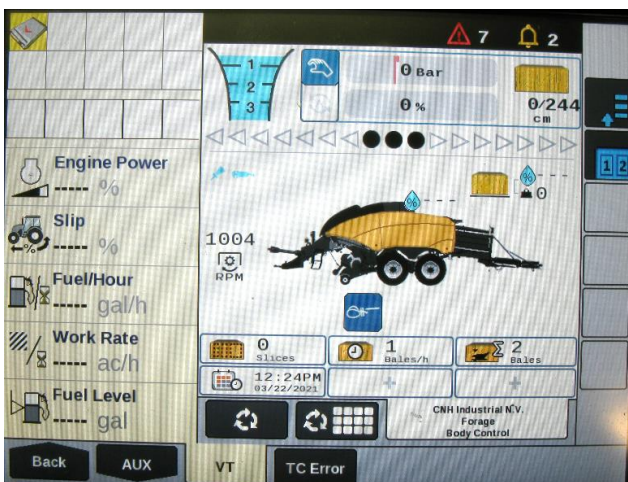 7
2
1
2
3
0 Bar
0 %
0/244
cm
1 2
Engine Power
----- %
Slip
----- %
Fuel/Hour
----- gal/h
Work Rate
----- ac/h
Fuel Level
----- gal
% ---
%
0
1004
RPM
0
Slices
1
Bales/h
Σ 2
Bales
12:24PM
03/22/2021
+
+
CNH Industrial N.V.
Forage
Body Control
Back
AUX
VT
TC Error